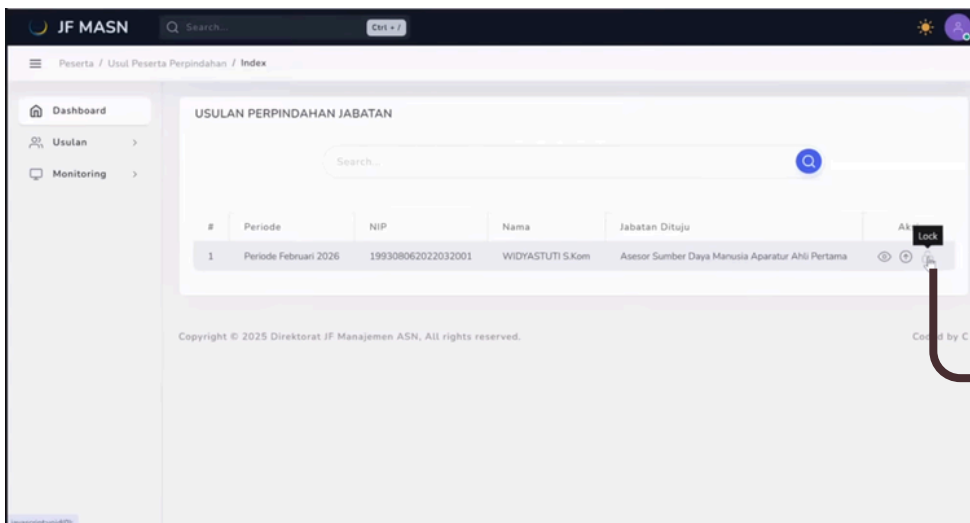 JF MASN
Search...
Ctrl + /
Peserta / Usul Peserta Perpindahan / Index
Dashboard
Usulan
Monitoring
USULAN PERPINDAHAN JABATAN
Search...
# Periode NIP Nama Jabatan Dituju
Lock
1 Periode Februari 2026 199308062022032001 WIDYASTUTI S.Kom Asesor Sumber Daya Manusia Aparatur Ahli Pertama
Copyright © 2025 Direktorat JF Manajemen ASN, All rights reserved.
by C